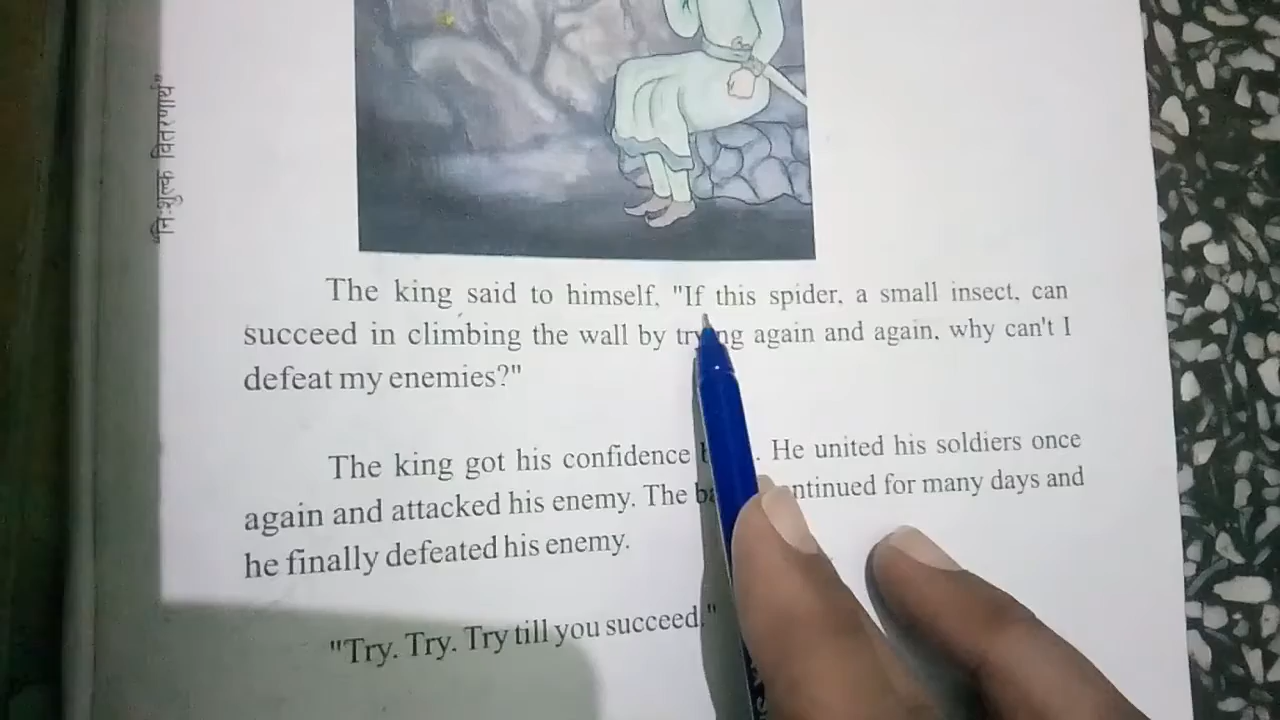 "निःशुल्क वितरणार्थ"
The king said to himself, "If this spider, a small insect, can
succeed in climbing the wall by trying again and again, why can't I
defeat my enemies?"
The king got his confidence . He united his soldiers once
again and attacked his enemy. The continued for many days and
he finally defeated his enemy.
"Try. Try. Try till you succeed."